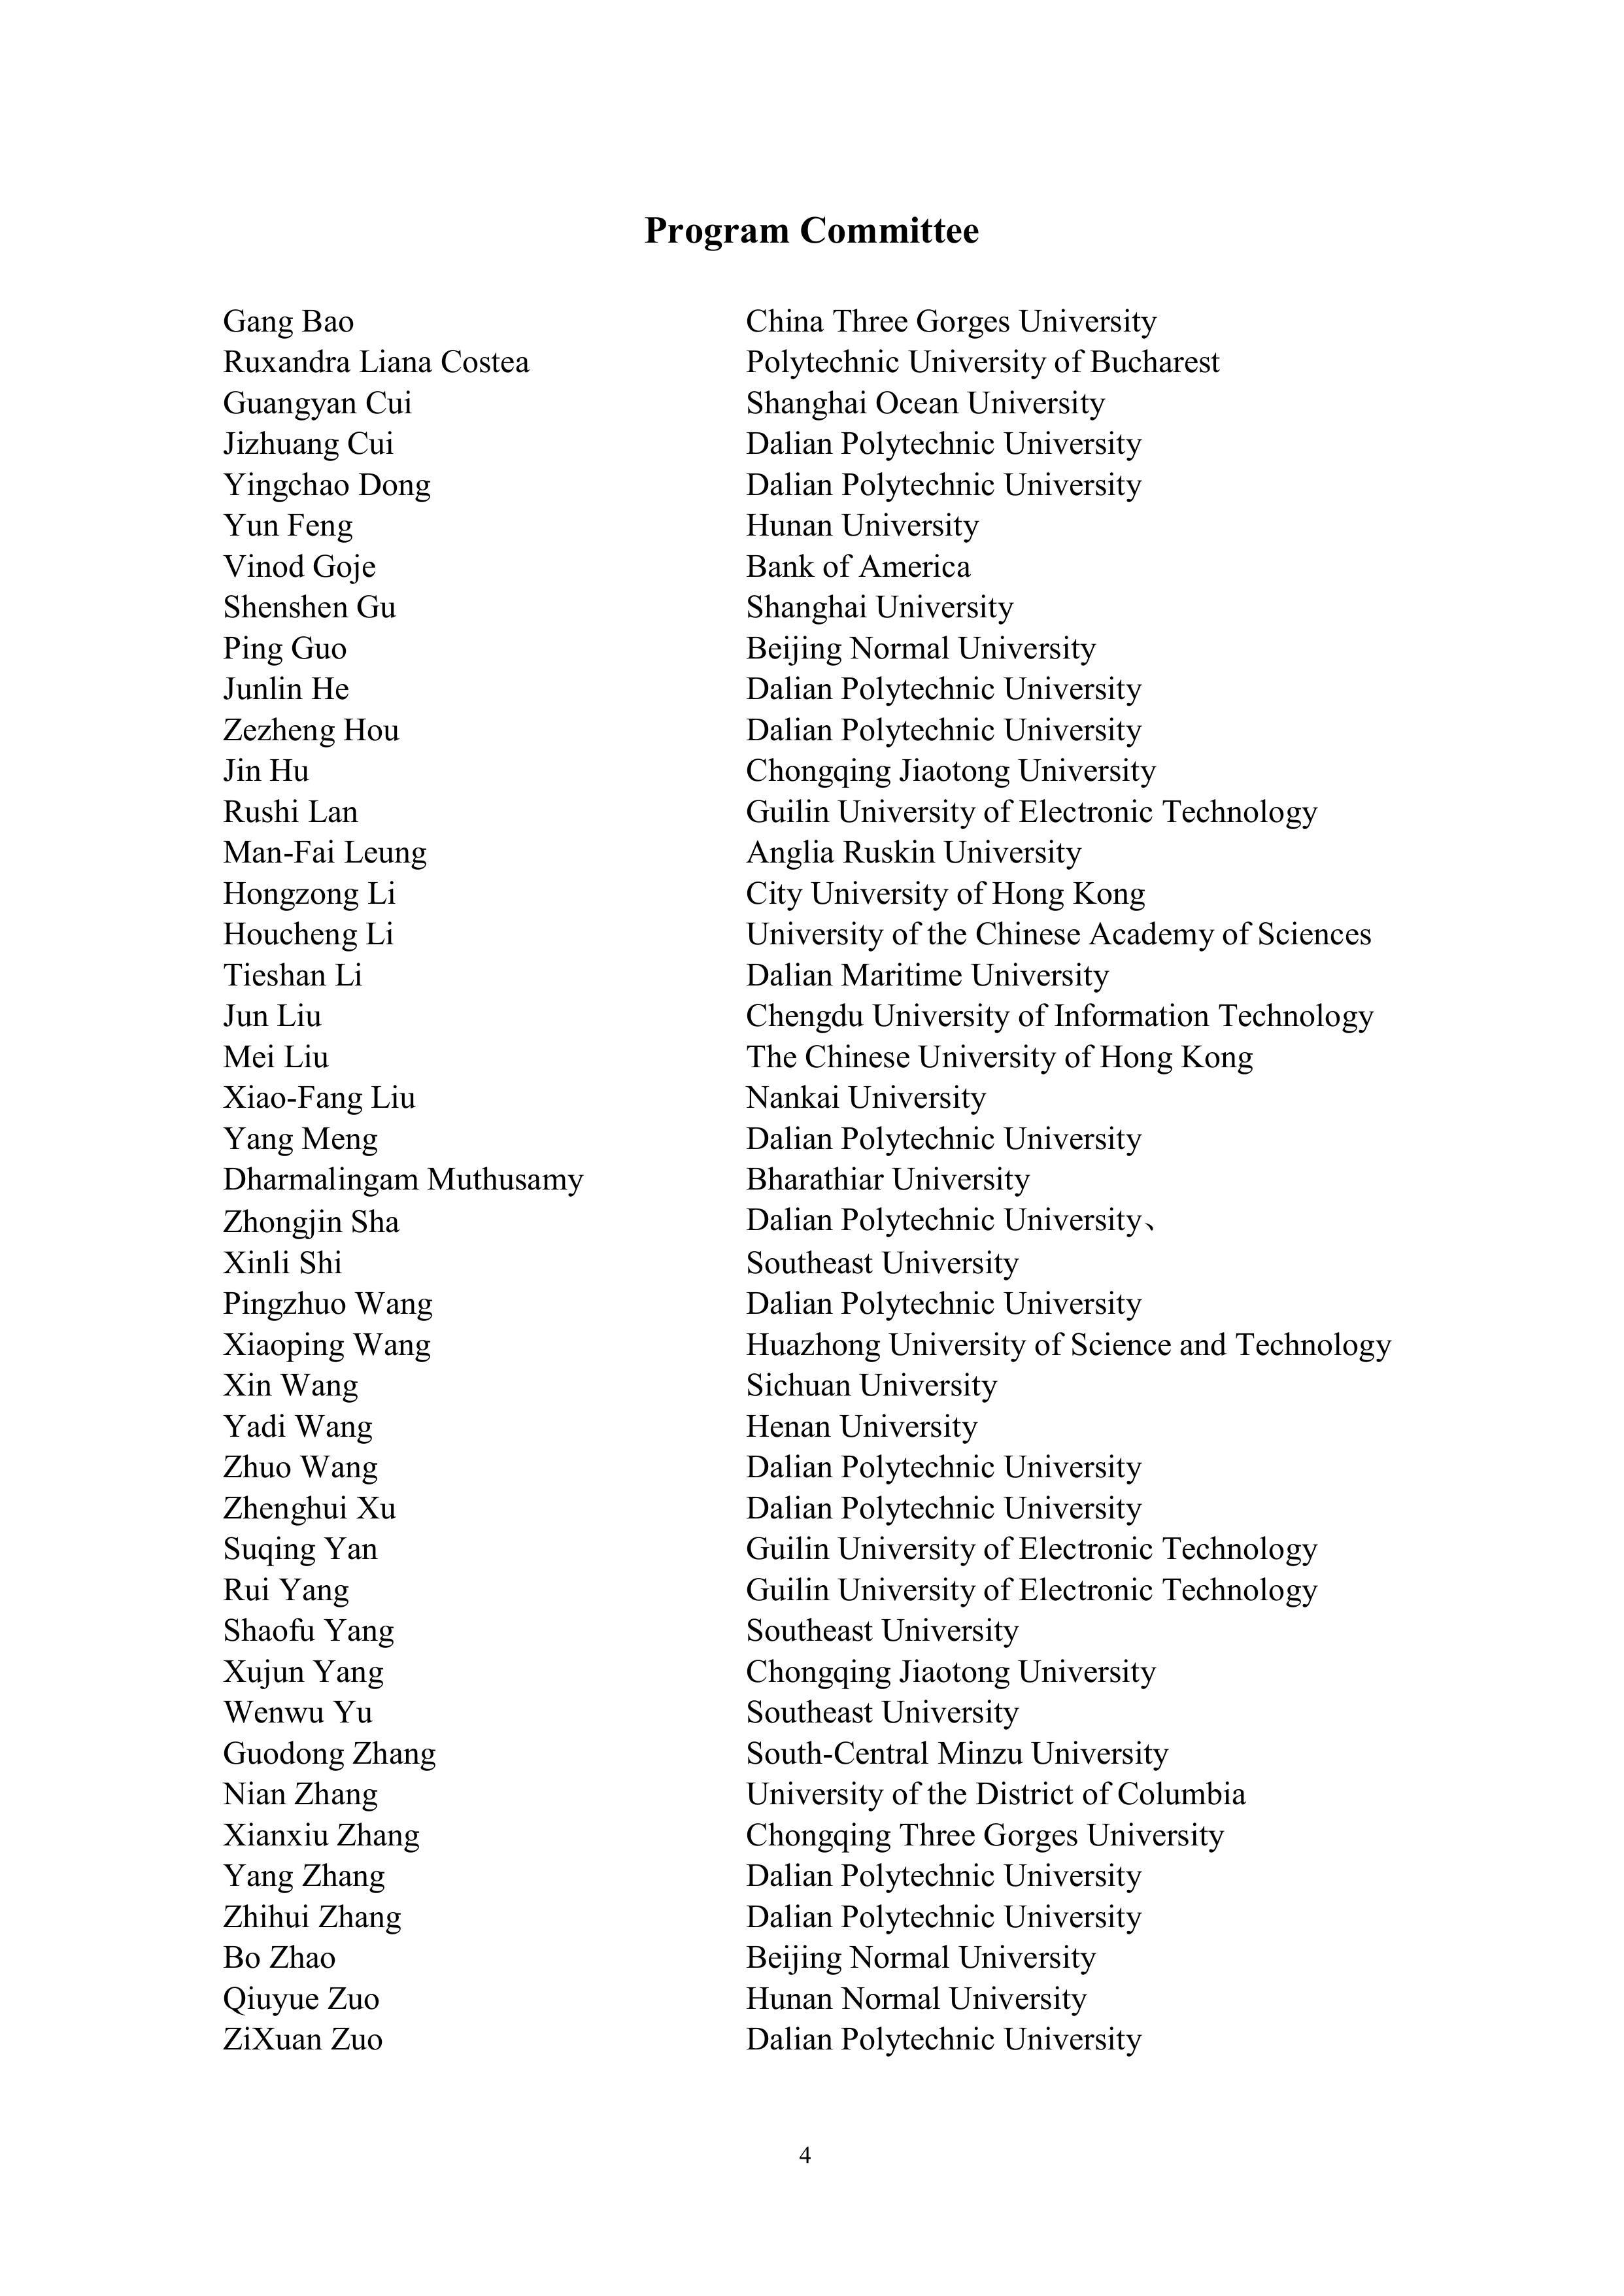 Program Committee
Gang Bao China Three Gorges University
Ruxandra Liana Costea Polytechnic University of Bucharest
Guangyan Cui Shanghai Ocean University
Jizhuang Cui Dalian Polytechnic University
Yingchao Dong Dalian Polytechnic University
Yun Feng Hunan University
Vinod Goje Bank of America
Shenshen Gu Shanghai University
Ping Guo Beijing Normal University
Junlin He Dalian Polytechnic University
Zezheng Hou Dalian Polytechnic University
Jin Hu Chongqing Jiaotong University
Rushi Lan Guilin University of Electronic Technology
Man-Fai Leung Anglia Ruskin University
Hongzong Li City University of Hong Kong
Houcheng Li University of the Chinese Academy of Sciences
Tieshan Li Dalian Maritime University
Jun Liu Chengdu University of Information Technology
Mei Liu The Chinese University of Hong Kong
Xiao-Fang Liu Nankai University
Yang Meng Dalian Polytechnic University
Dharmalingam Muthusamy Bharathiar University
Zhongjin Sha Dalian Polytechnic University、
Xinli Shi Southeast University
Pingzhuo Wang Dalian Polytechnic University
Xiaoping Wang Huazhong University of Science and Technology
Xin Wang Sichuan University
Yadi Wang Henan University
Zhuo Wang Dalian Polytechnic University
Zhenghui Xu Dalian Polytechnic University
Suqing Yan Guilin University of Electronic Technology
Rui Yang Guilin University of Electronic Technology
Shaofu Yang Southeast University
Xujun Yang Chongqing Jiaotong University
Wenwu Yu Southeast University
Guodong Zhang South-Central Minzu University
Nian Zhang University of the District of Columbia
Xianxiu Zhang Chongqing Three Gorges University
Yang Zhang Dalian Polytechnic University
Zhihui Zhang Dalian Polytechnic University
Bo Zhao Beijing Normal University
Qiuyue Zuo Hunan Normal University
ZiXuan Zuo Dalian Polytechnic University
4